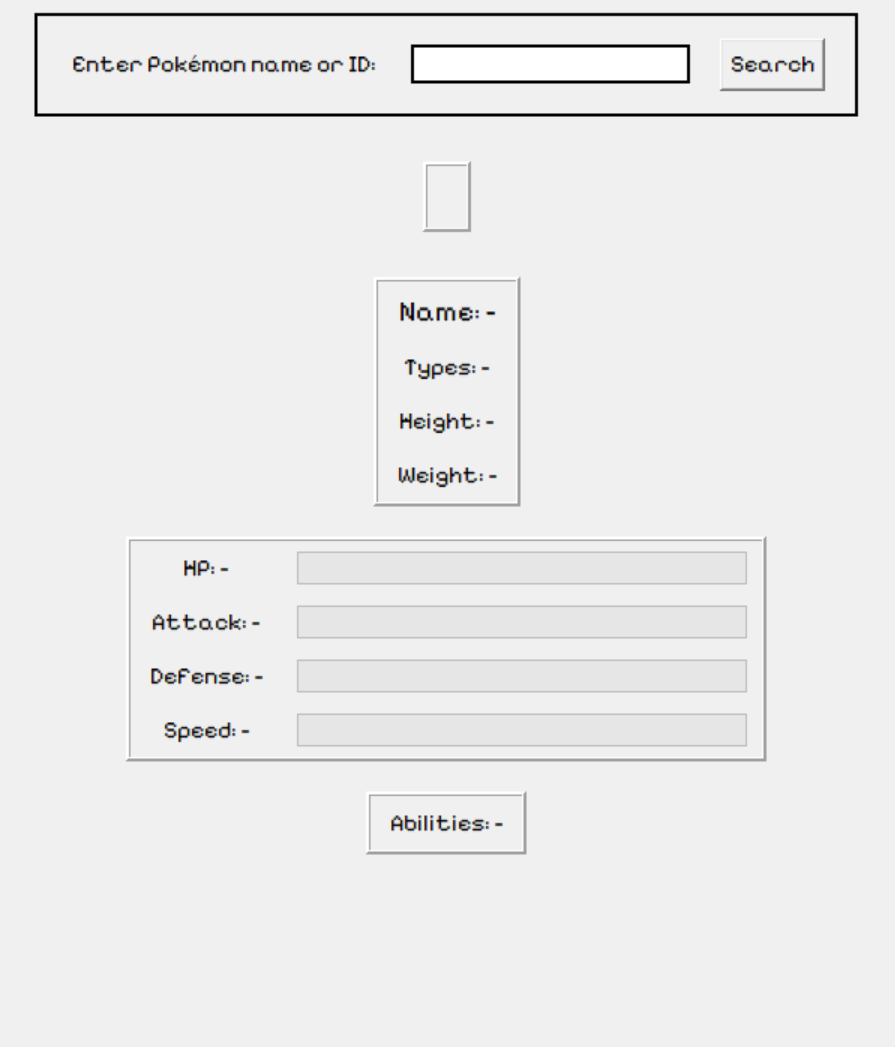 Enter Pokémon name or ID: Search
Name: -
Types: -
Height: -
Weight: -
HP: -
Attack: -
Defense: -
Speed: -
Abilities: -